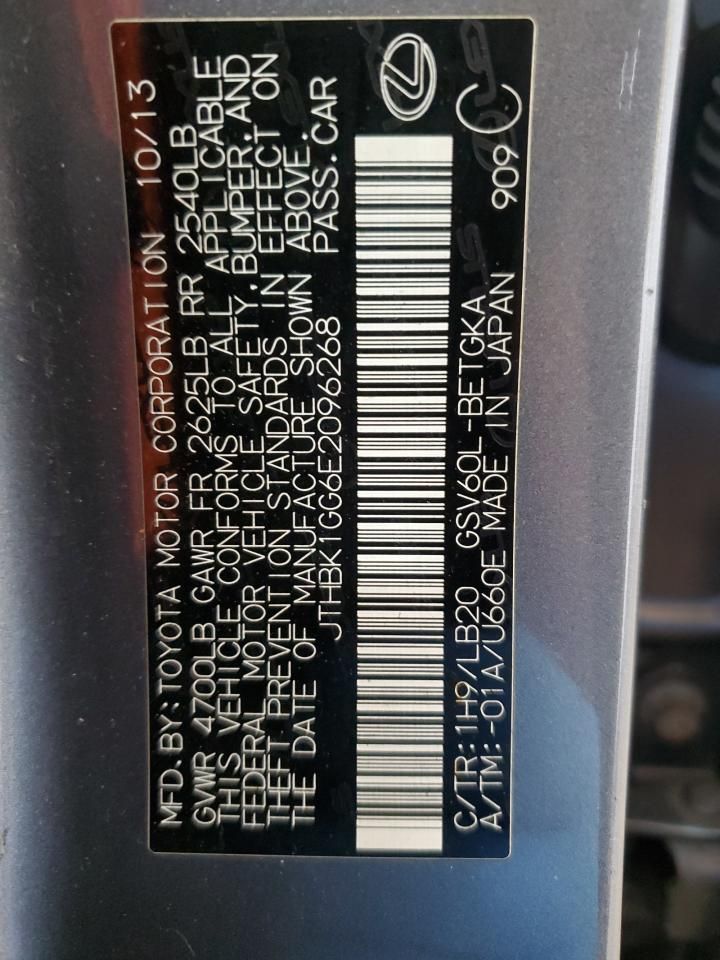 MFD.BY:TOYOTA MOTOR CORPORATION 10/13
GVWR 4700LB GAWR FR 2625LB RR 2540LB
THIS VEHICLE CONFORMS TO ALL APPLICABLE
FEDERAL MOTOR VEHICLE SAFETY,BUMPER,AND
THEFT PREVENTION STANDARDS IN EFFECT ON
THE DATE OF MANUFACTURE SHOWN ABOVE.
JTHBK1GG6E2096268 PASS.CAR
C/TR:1H9/LB20 GSV60L-BETGKA
A/TM:-01A/U660E MADE IN JAPAN 909